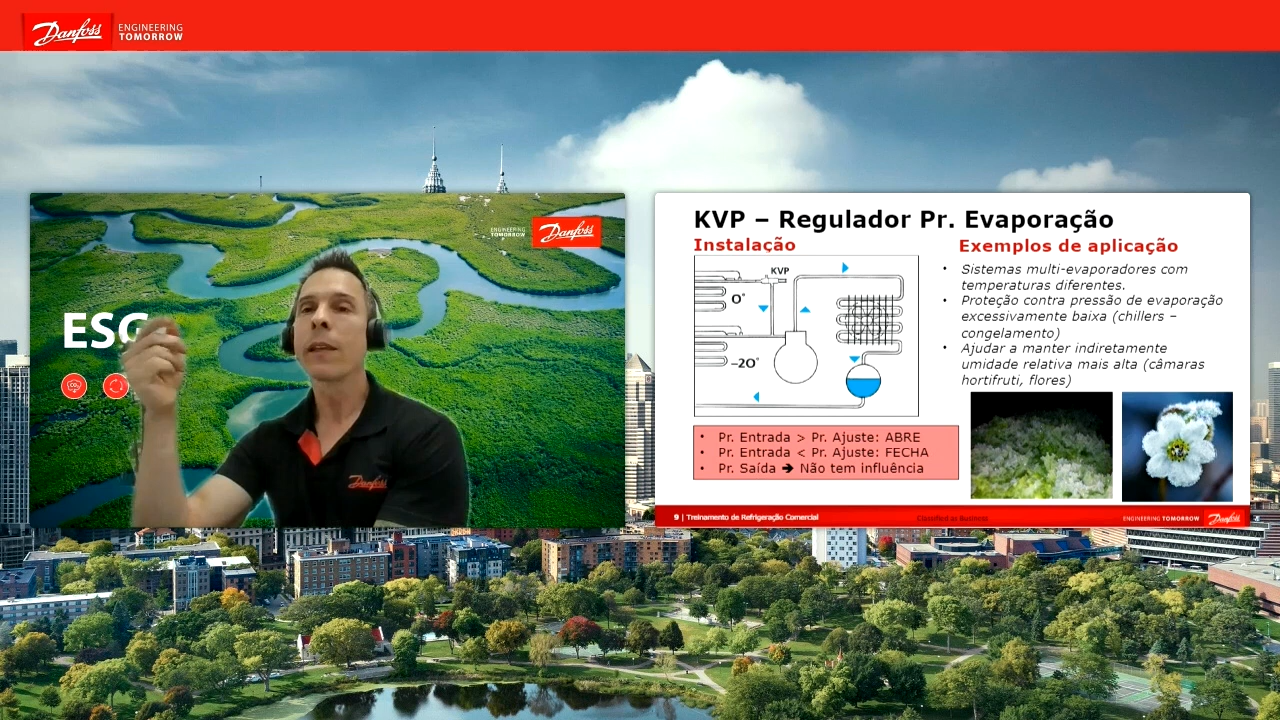 Danfoss
ENGINEERING
TOMORROW
ENGINEERING
TOMORROW
Danfoss
ESG
CO₂
Danfoss
KVP – Regulador Pr. Evaporação
Instalação
KVP
0°
–20°
• Pr. Entrada > Pr. Ajuste: ABRE
• Pr. Entrada < Pr. Ajuste: FECHA
• Pr. Saída 🡺 Não tem influência
Exemplos de aplicação
• Sistemas multi-evaporadores com
temperaturas diferentes.
• Proteção contra pressão de evaporação
excessivamente baixa (chillers –
congelamento)
• Ajudar a manter indiretamente
umidade relativa mais alta (câmaras
hortifruti, flores)
9 | Treinamento de Refrigeração Comercial
Classified as Business
ENGINEERING TOMORROW
Danfoss